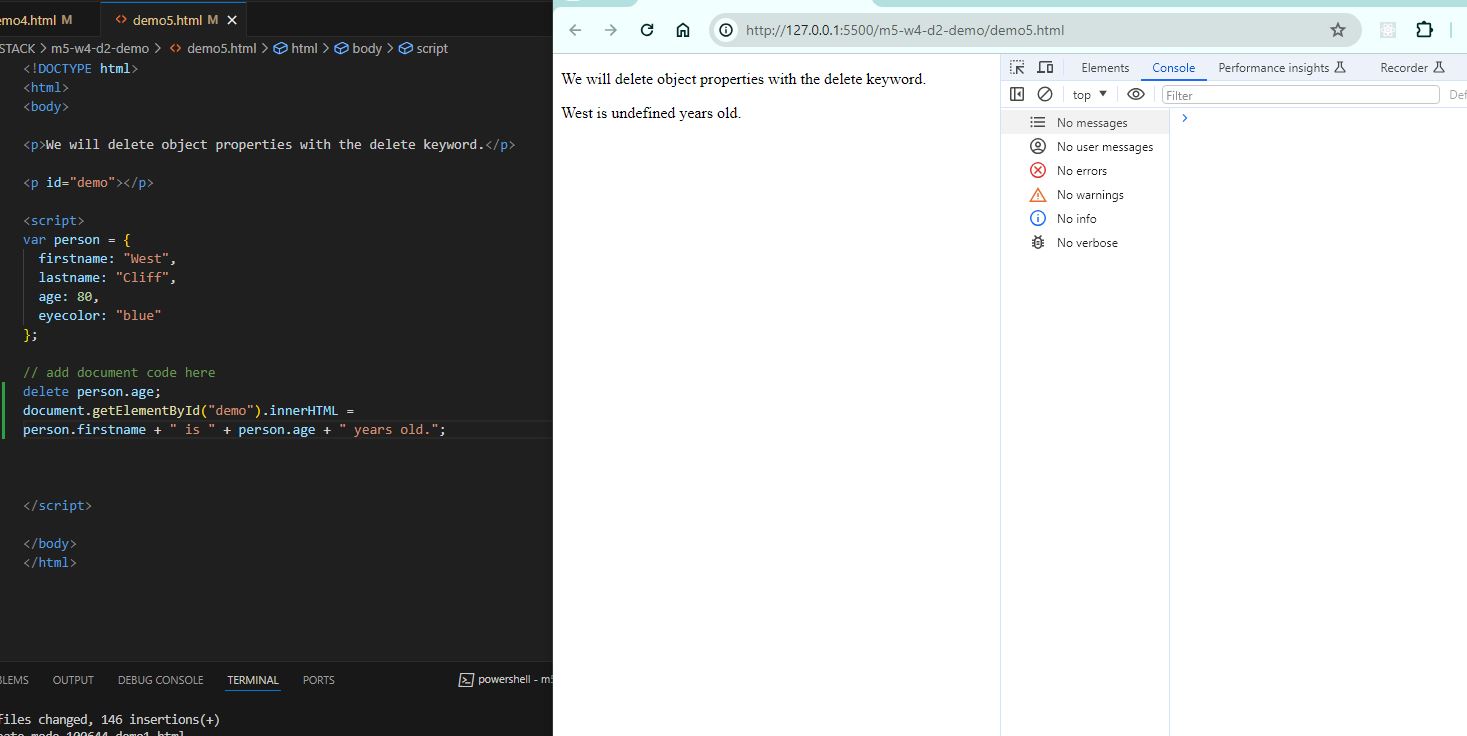 emo4.html M
demo5.html M
STACK > m5-w4-d2-demo > demo5.html > html > body > script
<!DOCTYPE html>
<html>
<body>
<p>We will delete object properties with the delete keyword.</p>
<p id="demo"></p>
<script>
var person = {
firstname: "West",
lastname: "Cliff",
age: 80,
eyecolor: "blue"
};
// add document code here
delete person.age;
document.getElementById("demo").innerHTML =
person.firstname + " is " + person.age + " years old.";
</script>
</body>
</html>
BLEMS OUTPUT DEBUG CONSOLE TERMINAL PORTS
powershell - m5
files changed, 146 insertions(+)
http://127.0.0.1:5500/m5-w4-d2-demo/demo5.html
We will delete object properties with the delete keyword.
West is undefined years old.
Elements Console Performance insights Recorder
top Filter Def
No messages
No user messages
No errors
No warnings
No info
No verbose